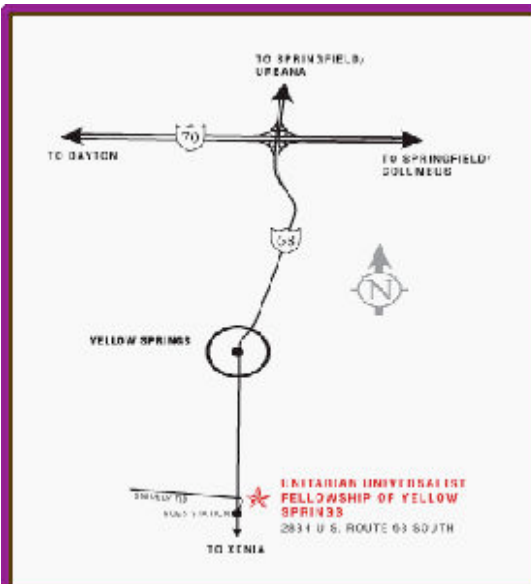 TO SPRINGFIELD/
URBANA
70
TO DAYTON
TO SPRINGFIELD/
COLUMBUS
68
N
YELLOW SPRINGS
UNITARIAN UNIVERSALIST
FELLOWSHIP OF YELLOW
SPRINGS
U.S. ROUTE 68 SOUTH
STATION
TO XENIA